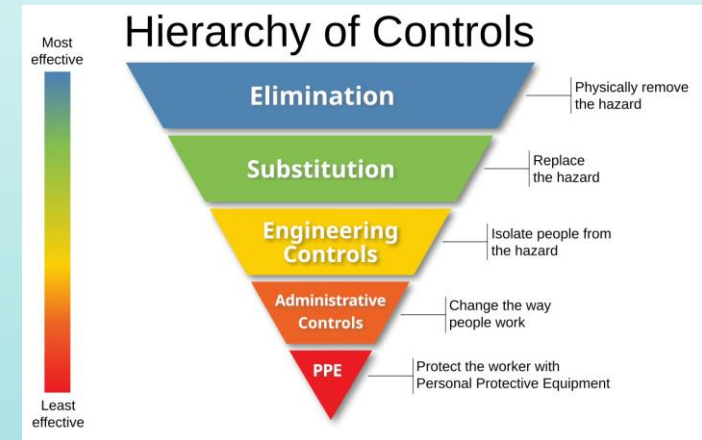 Hierarchy of Controls
Most
effective
Elimination
Physically remove
the hazard
Substitution
Replace
the hazard
Engineering
Controls
Isolate people from
the hazard
Administrative
Controls
Change the way
people work
PPE
Protect the worker with
Personal Protective Equipment
Least
effective